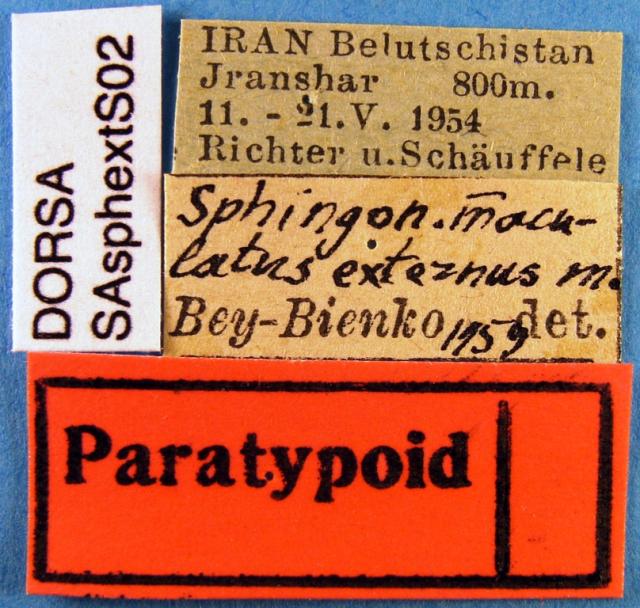 DORSA
SAsphextS02
IRAN Belutschistan
Jranshar 800m.
11. - 21.V. 1954
Richter u. Schäuffele
Sphingon. macu-
latus externus m.
Bey-Bienko 1959 det.
Paratypoid